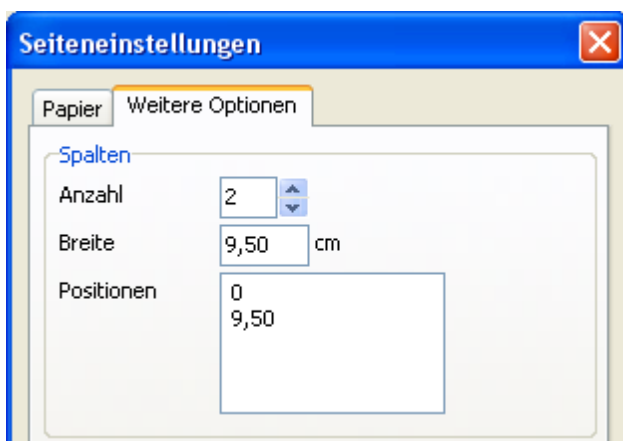 Seiteneinstellungen
Papier Weitere Optionen
Spalten
Anzahl 2
Breite 9,50 cm
Positionen 0
9,50